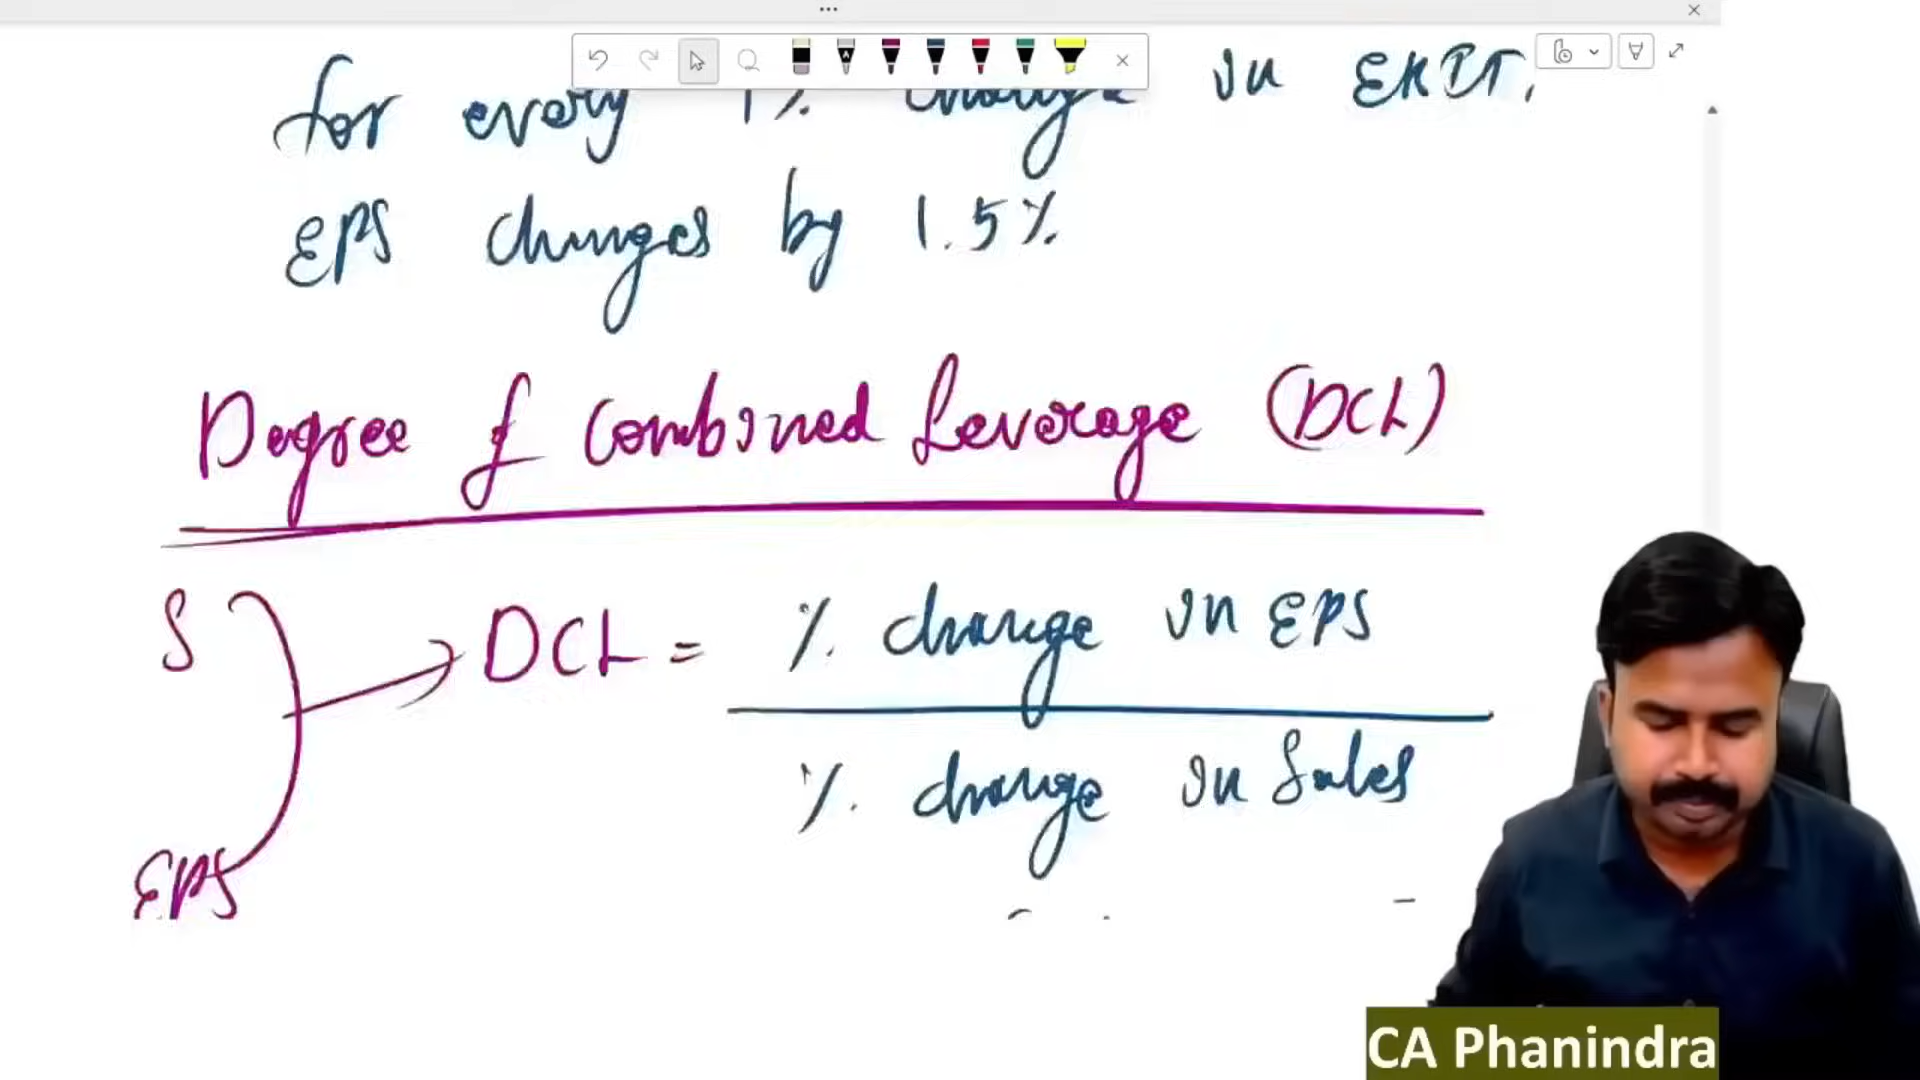 for every 1% change in EBIT,
EPS changes by 1.5%
Degree of Combined Leverage (DCL)
S
DCL = % change in EPS
% change in Sales
EPS
CA Phanindra